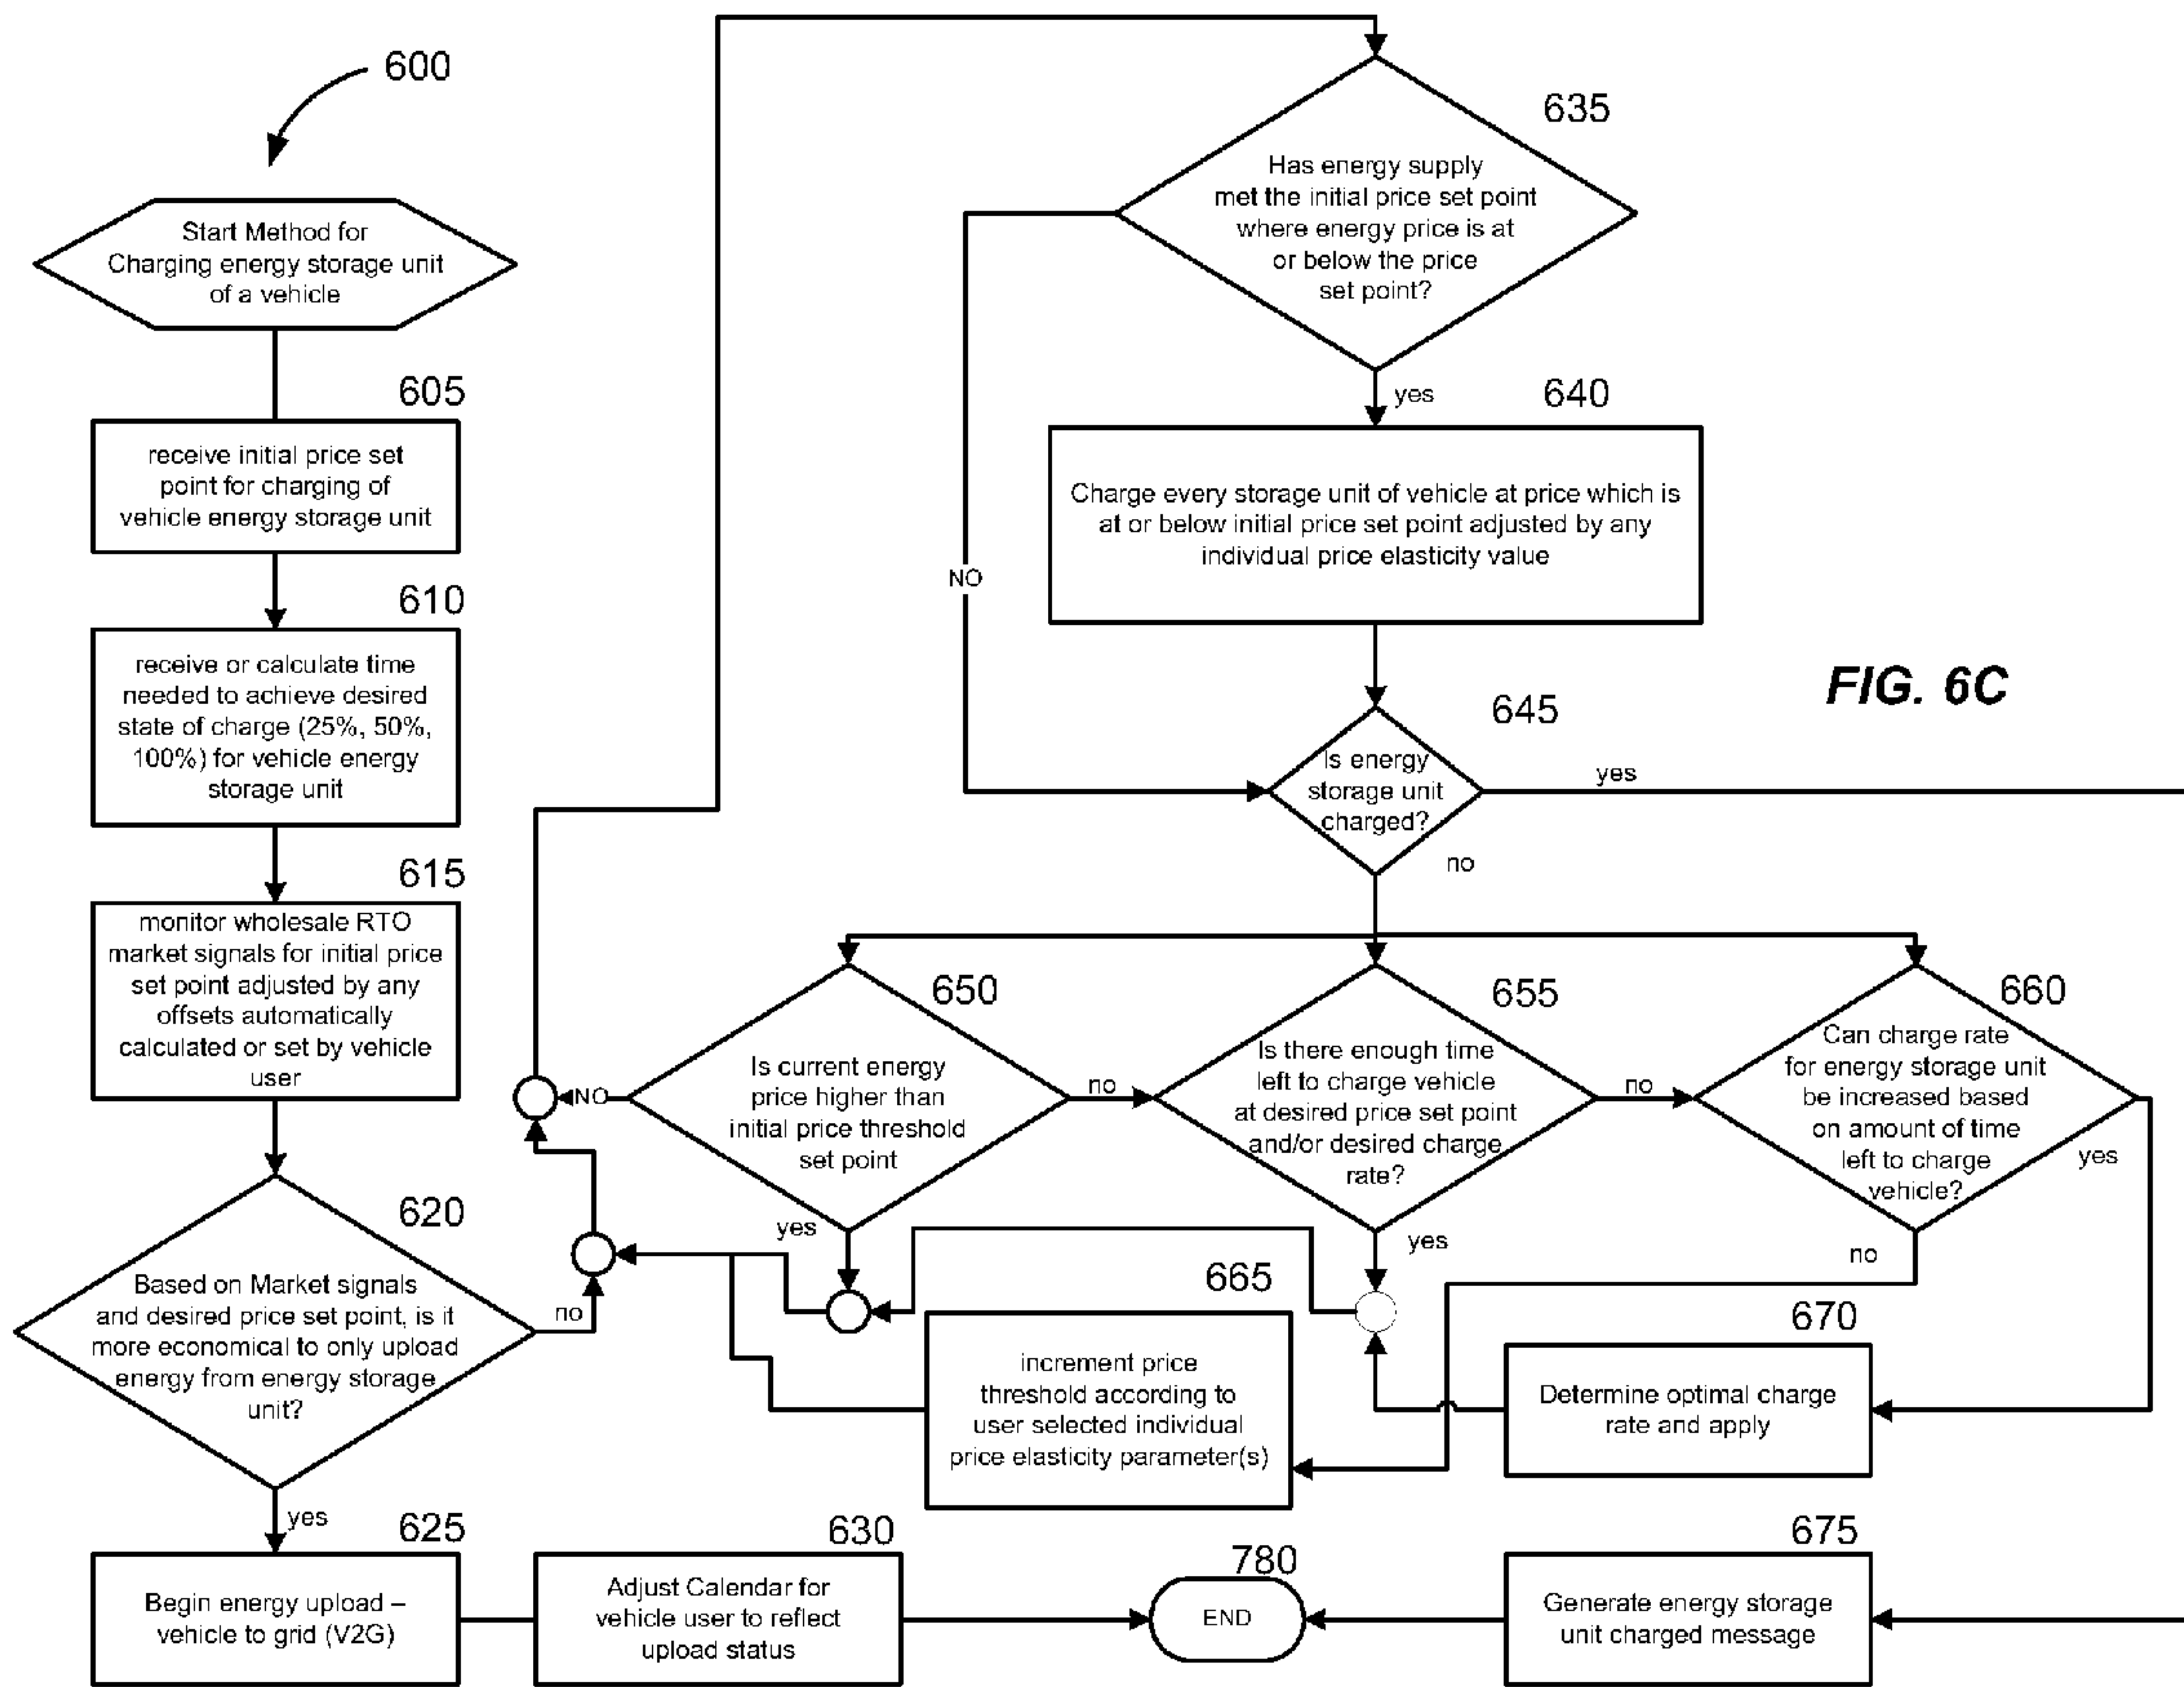 600
Start Method for
Charging energy storage unit
of a vehicle
605
receive initial price set
point for charging of
vehicle energy storage unit
610
receive or calculate time
needed to achieve desired
state of charge (25%, 50%,
100%) for vehicle energy
storage unit
615
monitor wholesale RTO
market signals for initial price
set point adjusted by any
offsets automatically
calculated or set by vehicle
user
620
Based on Market signals
and desired price set point, is it
more economical to only upload
energy from energy storage
unit?
no
yes
625
Begin energy upload –
vehicle to grid (V2G)
630
Adjust Calendar for
vehicle user to reflect
upload status
780
END
635
Has energy supply
met the initial price set point
where energy price is at
or below the price
set point?
yes
NO
640
Charge every storage unit of vehicle at price which is
at or below initial price set point adjusted by any
individual price elasticity value
FIG. 6C
645
Is energy
storage unit
charged?
yes
no
650
Is current energy
price higher than
initial price threshold
set point
NO
no
yes
655
Is there enough time
left to charge vehicle
at desired price set point
and/or desired charge
rate?
no
yes
660
Can charge rate
for energy storage unit
be increased based
on amount of time
left to charge
vehicle?
yes
no
665
increment price
threshold according to
user selected individual
price elasticity parameter(s)
670
Determine optimal charge
rate and apply
675
Generate energy storage
unit charged message